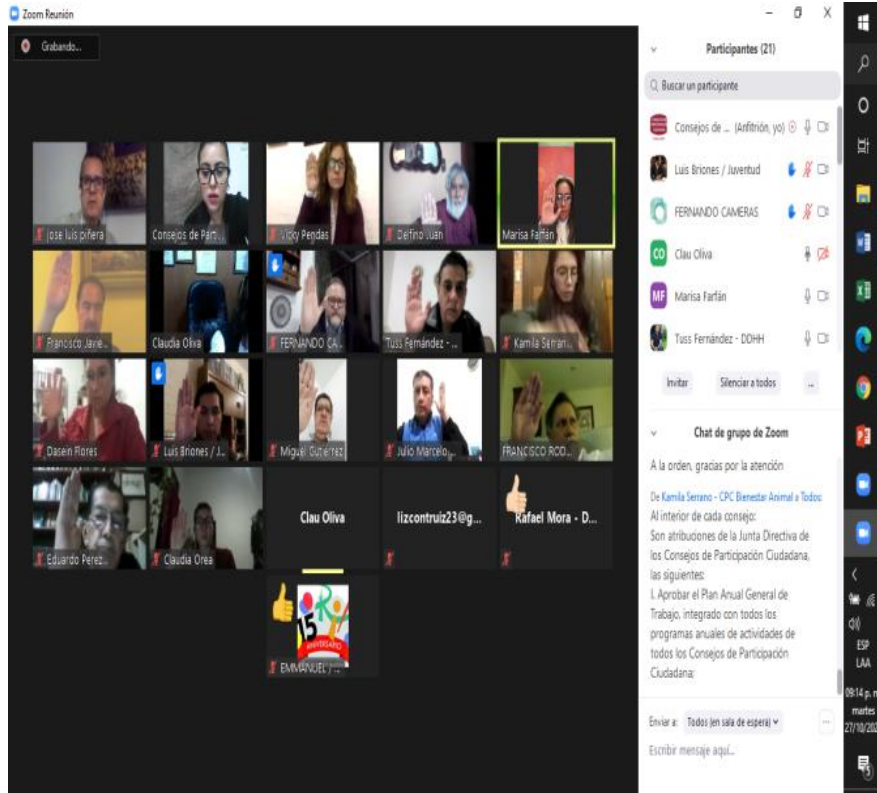 Zoom Reunión
Grabando...
jose luis piñera
Consejos de Part...
Vicky Pendas
Delfino Juan
Marisa Farfán
Francisco Javie...
Claudia Oliva
FERNANDO CA...
Tuss Fernández - ...
Kamila Serran...
Dasein Flores
Luis Briones / J...
Miguel Gutierrez
Julio Marcelo ...
FRANCISCO ROD...
Eduardo Perez...
Claudia Orea
Clau Oliva
lizcontruiz23@g...
Rafael Mora - D...
15
ANIVERSARIO
EMMANUEL / ...
Participantes (21)
Buscar un participante
Consejos de ... (Anfitrión, yo)
Luis Briones / Juventud
FERNANDO CAMERAS
CO Clau Oliva
MF Marisa Farfán
Tuss Fernández - DDHH
Invitar Silenciar a todos ...
Chat de grupo de Zoom
A la orden, gracias por la atención
De Kamila Serrano - CPC Bienestar Animal a Todos:
Al interior de cada consejo:
Son atribuciones de la Junta Directiva de
los Consejos de Participación Ciudadana,
las siguientes:
I. Aprobar el Plan Anual General de
Trabajo, integrado con todos los
programas anuales de actividades de
todos los Consejos de Participación
Ciudadana;
Enviar a: Todos (en sala de espera)
Escribir mensaje aquí...
ESP
LAA
09:14 p. m
martes
27/10/202
5